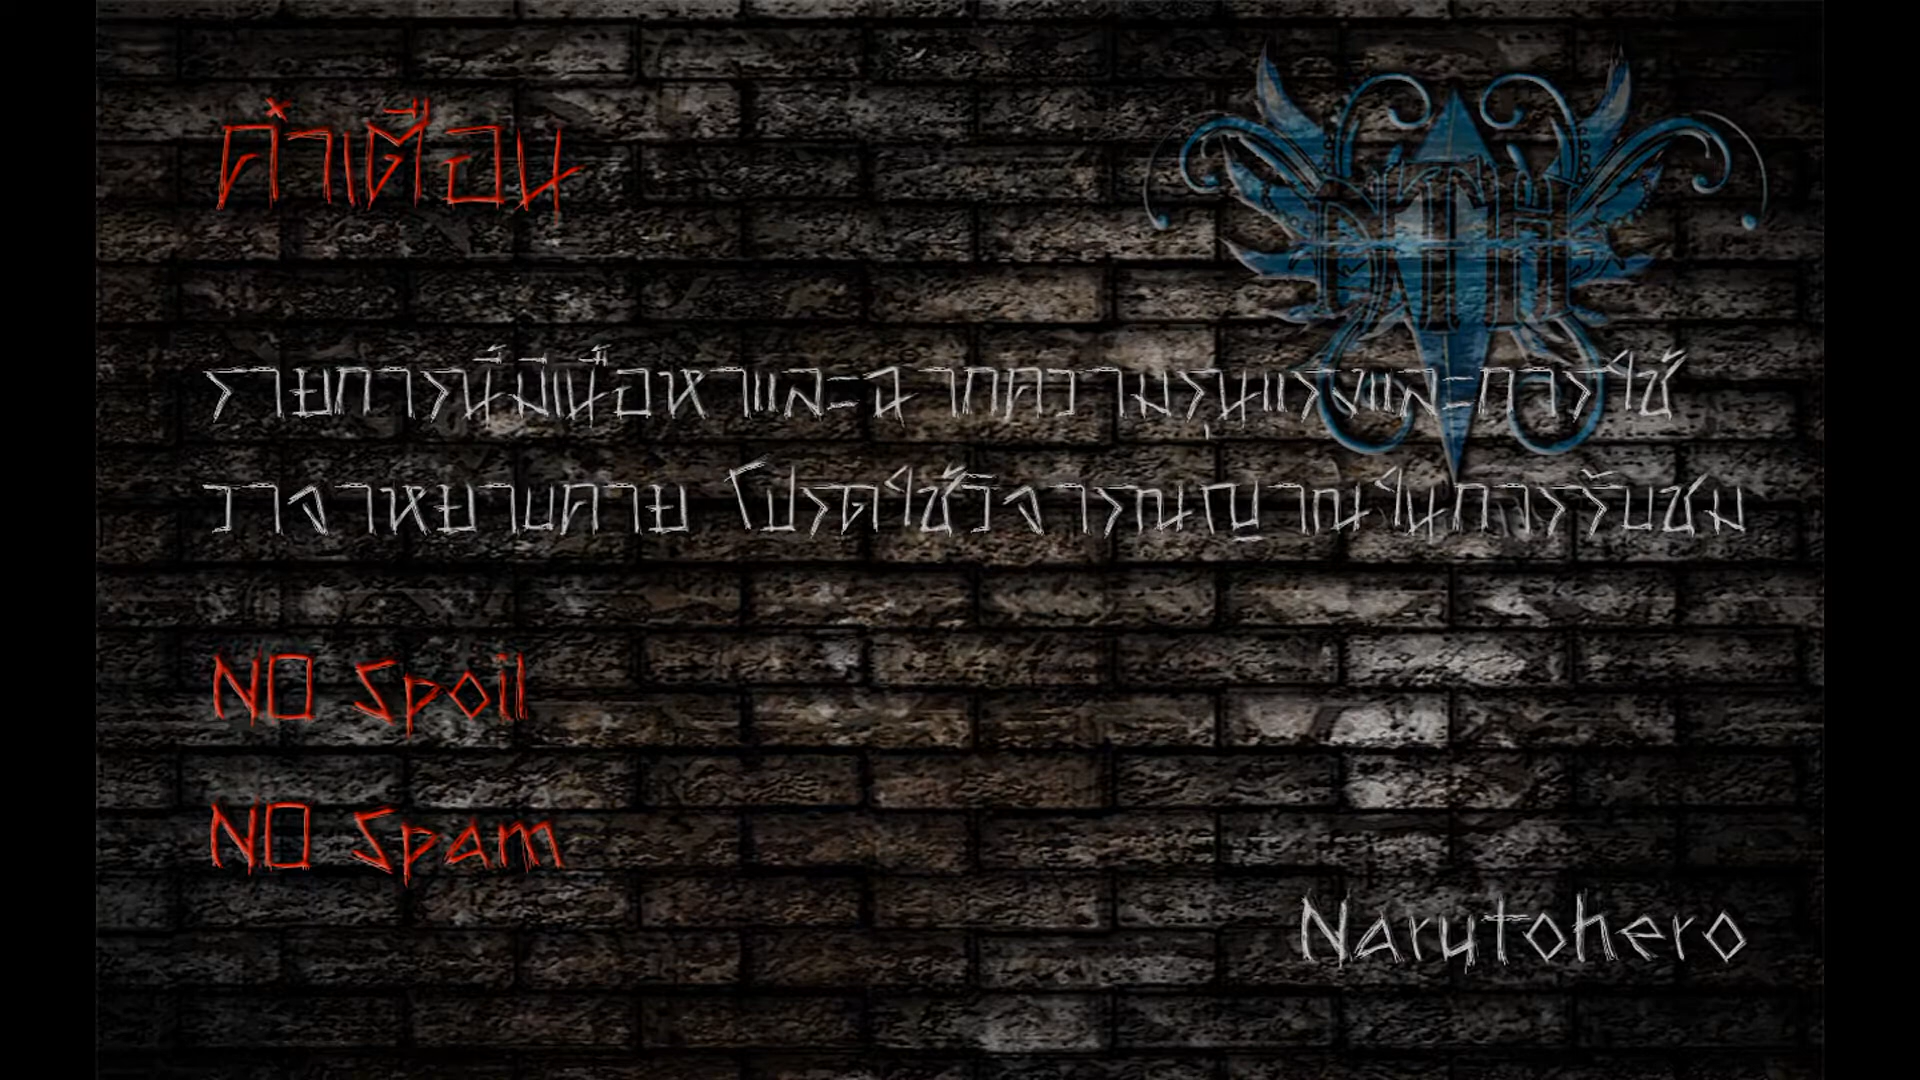 คำเตือน
รายการนี้มีเนื้อหาและฉากความรุนแรงและการใช้
วาจาหยาบคาย โปรดใช้วิจารณญาณในการรับชม
NO Spoil
NO Spam
Narutohero